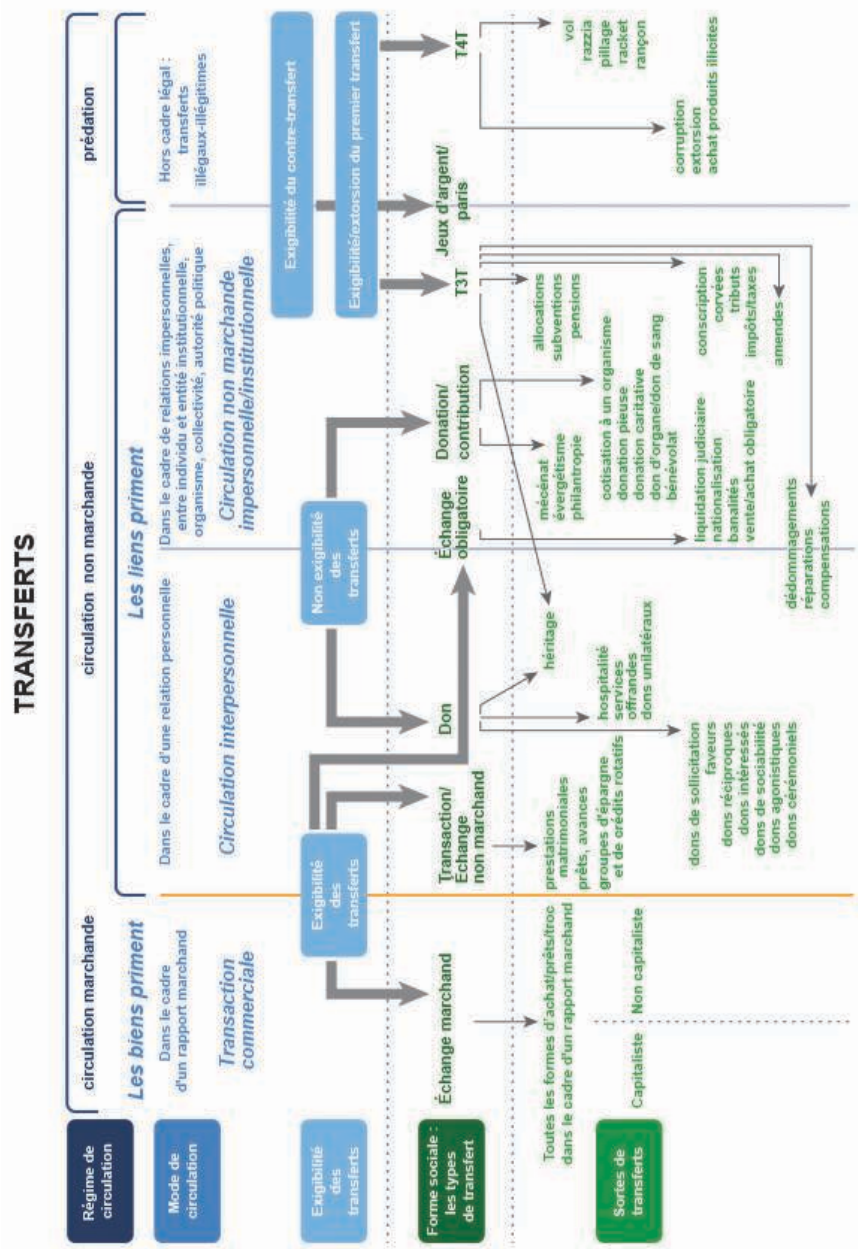 TRANSFERTS
Régime de
circulation
circulation marchande
circulation non marchande
prédation
Les biens priment
Les liens priment
Mode de
circulation
Dans le cadre
d'un rapport marchand
Dans le cadre d'une relation personnelle
Dans le cadre de relations impersonnelles,
entre individu et entité institutionnelle,
organisme, collectivité, autorité politique
Hors cadre légal :
transferts
illégaux-illégitimes
Transaction
commerciale
Circulation interpersonnelle
Circulation non marchande
impersonnelle/institutionnelle
Exigibilité
des
transferts
Exigibilité
des
transferts
Non exigibilité
des
transferts
Exigibilité du contre-transfert
Exigibilité/extorsion du premier transfert
Forme sociale :
les types
de transfert
Échange marchand
Transaction/
Echange
non marchand
Don
Échange
obligatoire
Donation/
contribution
T3T
Jeux d'argent/
paris
T4T
Sortes de
transferts
Toutes les formes d'achat/prêts/troc
dans le cadre d'un rapport marchand
Capitaliste
Non capitaliste
prestations
matrimoniales
prêts, avances
groupes d'épargne
et de crédits rotatifs
héritage
hospitalité
services
offrandes
dons unilatéraux
dons de sollicitation
faveurs
dons réciproques
dons intéressés
dons de sociabilité
dons agonistiques
dons cérémoniels
mécénat
évergétisme
philantropie
cotisation à un organisme
donation pieuse
donation caritative
don d'organe/don de sang
bénévolat
liquidation judiciaire
nationalisation
banalités
vente/achat obligatoire
dédommagements
réparations
compensations
allocations
subventions
pensions
conscription
corvées
tributs
impôts/taxes
amendes
vol
razzia
pillage
racket
rançon
corruption
extorsion
achat produits illicites